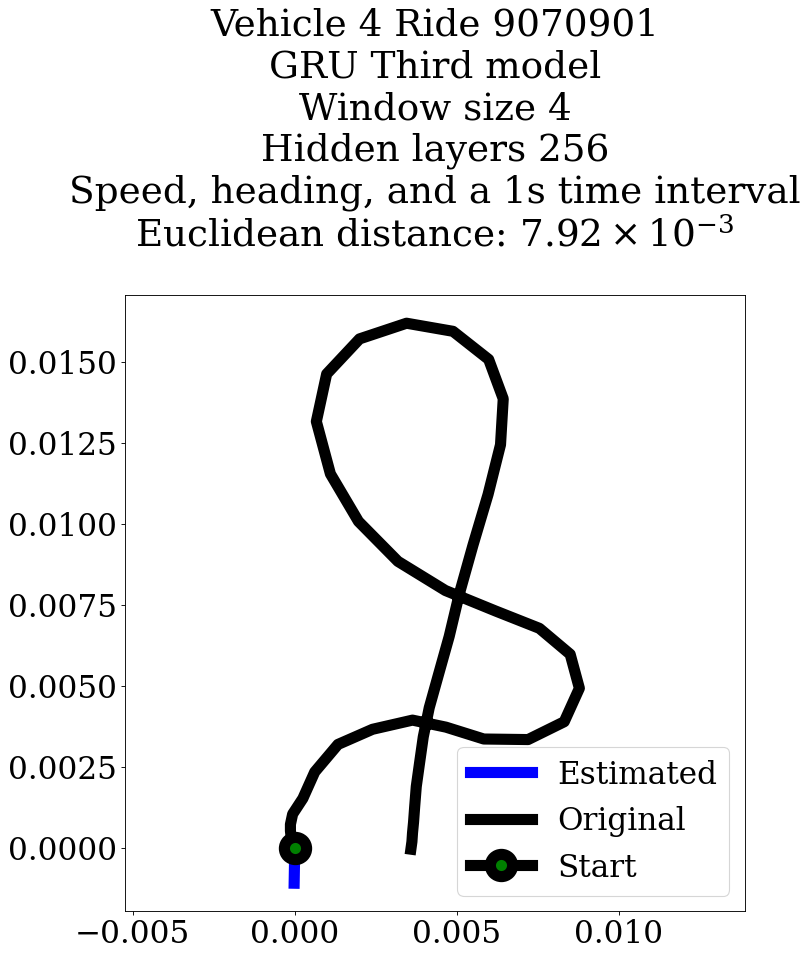 Vehicle 4 Ride 9070901
GRU Third model
Window size 4
Hidden layers 256
Speed, heading, and a 1s time interval
Euclidean distance: 7.92 × 10⁻³
0.0150
0.0125
0.0100
0.0075
0.0050
0.0025
0.0000
Estimated
Original
Start
−0.005
0.000
0.005
0.010